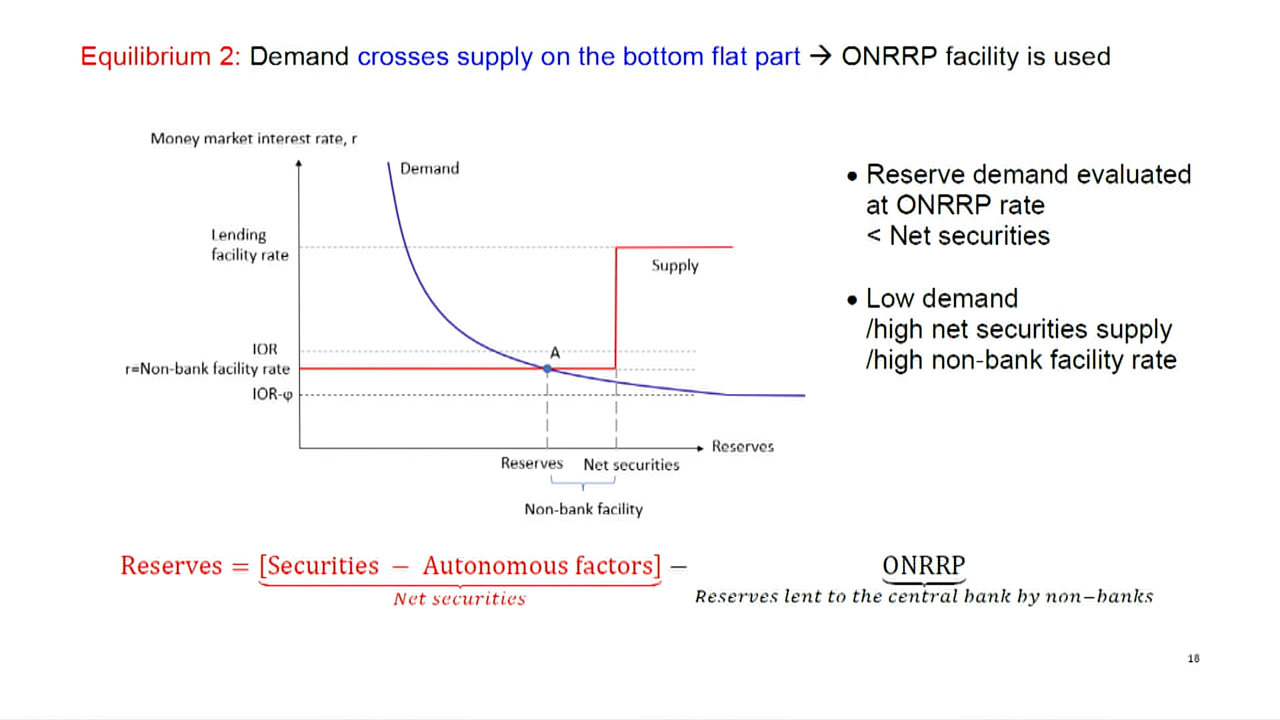 Equilibrium 2: Demand crosses supply on the bottom flat part → ONRRP facility is used
Money market interest rate, r
Demand
Lending
facility rate
Supply
IOR
A
r=Non-bank facility rate
IOR-φ
Reserves
Reserves
Net securities
Non-bank facility
• Reserve demand evaluated
at ONRRP rate
< Net securities
• Low demand
/high net securities supply
/high non-bank facility rate
Reserves = [Securities − Autonomous factors] − ONRRP
Net securities
Reserves lent to the central bank by non−banks
18